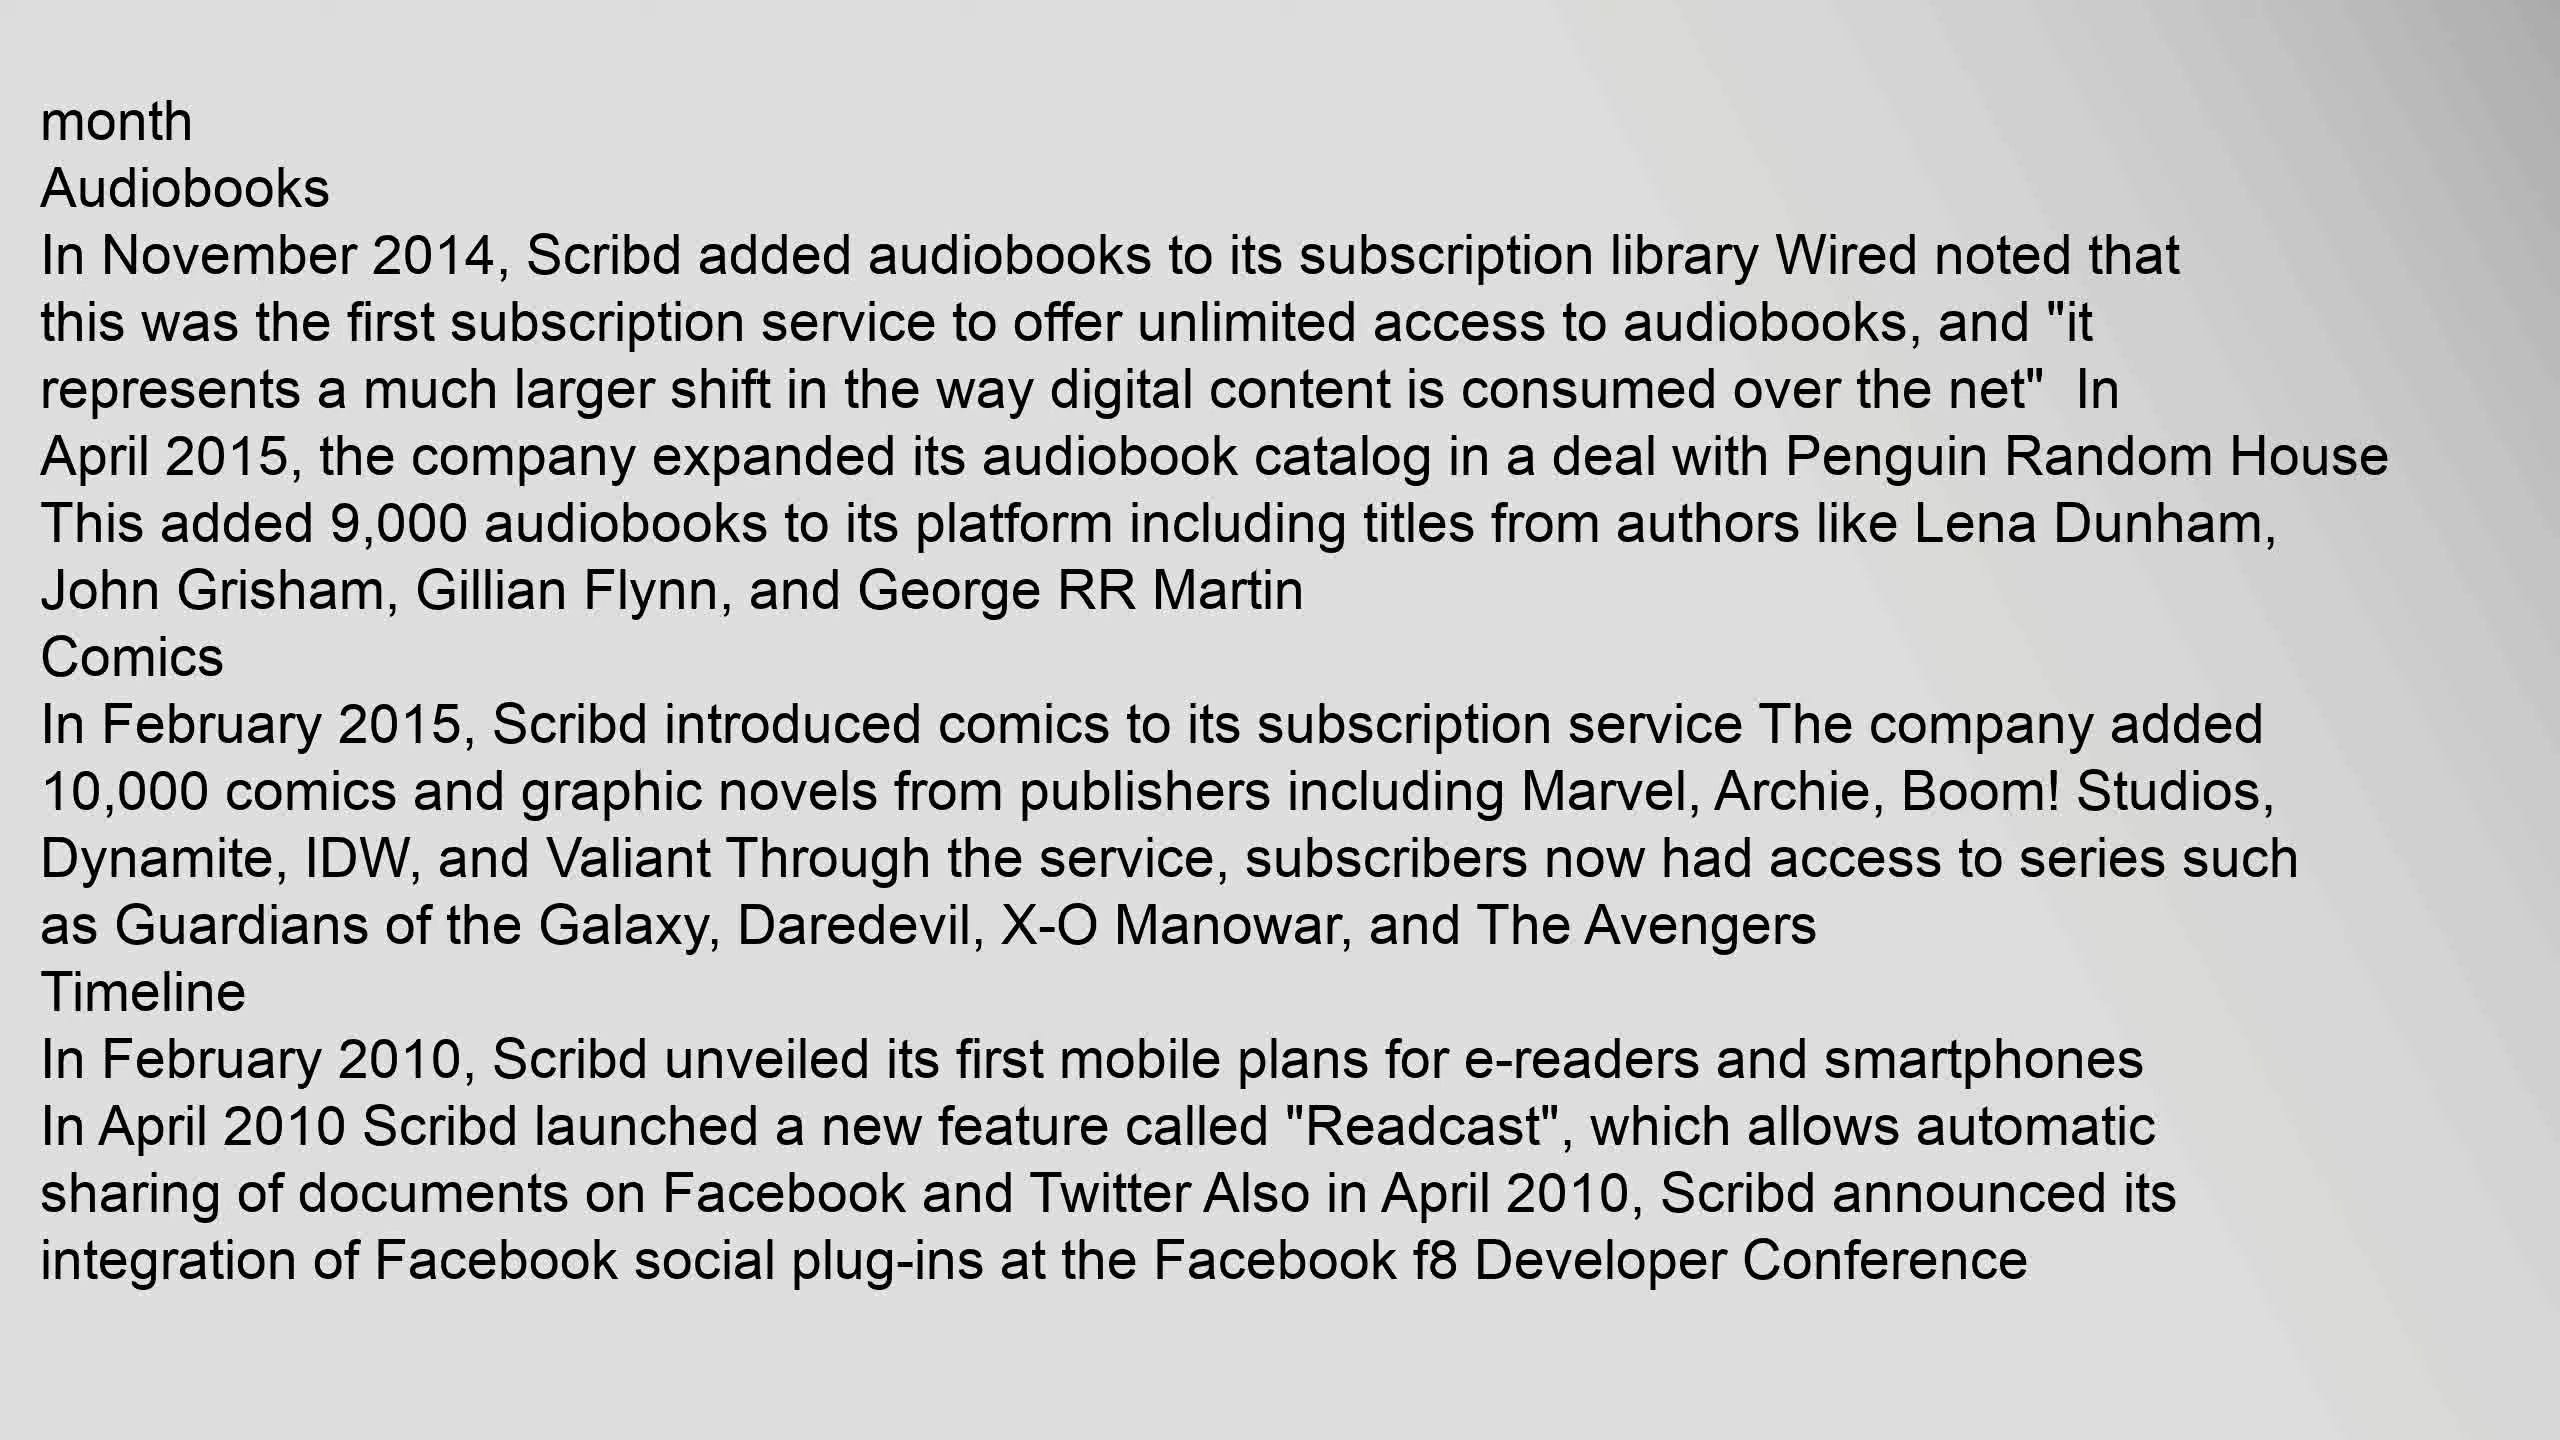 month
Audiobooks
In November 2014, Scribd added audiobooks to its subscription library Wired noted that
this was the first subscription service to offer unlimited access to audiobooks, and "it
represents a much larger shift in the way digital content is consumed over the net"  In
April 2015, the company expanded its audiobook catalog in a deal with Penguin Random House
This added 9,000 audiobooks to its platform including titles from authors like Lena Dunham,
John Grisham, Gillian Flynn, and George RR Martin
Comics
In February 2015, Scribd introduced comics to its subscription service The company added
10,000 comics and graphic novels from publishers including Marvel, Archie, Boom! Studios,
Dynamite, IDW, and Valiant Through the service, subscribers now had access to series such
as Guardians of the Galaxy, Daredevil, X-O Manowar, and The Avengers
Timeline
In February 2010, Scribd unveiled its first mobile plans for e-readers and smartphones
In April 2010 Scribd launched a new feature called "Readcast", which allows automatic
sharing of documents on Facebook and Twitter Also in April 2010, Scribd announced its
integration of Facebook social plug-ins at the Facebook f8 Developer Conference